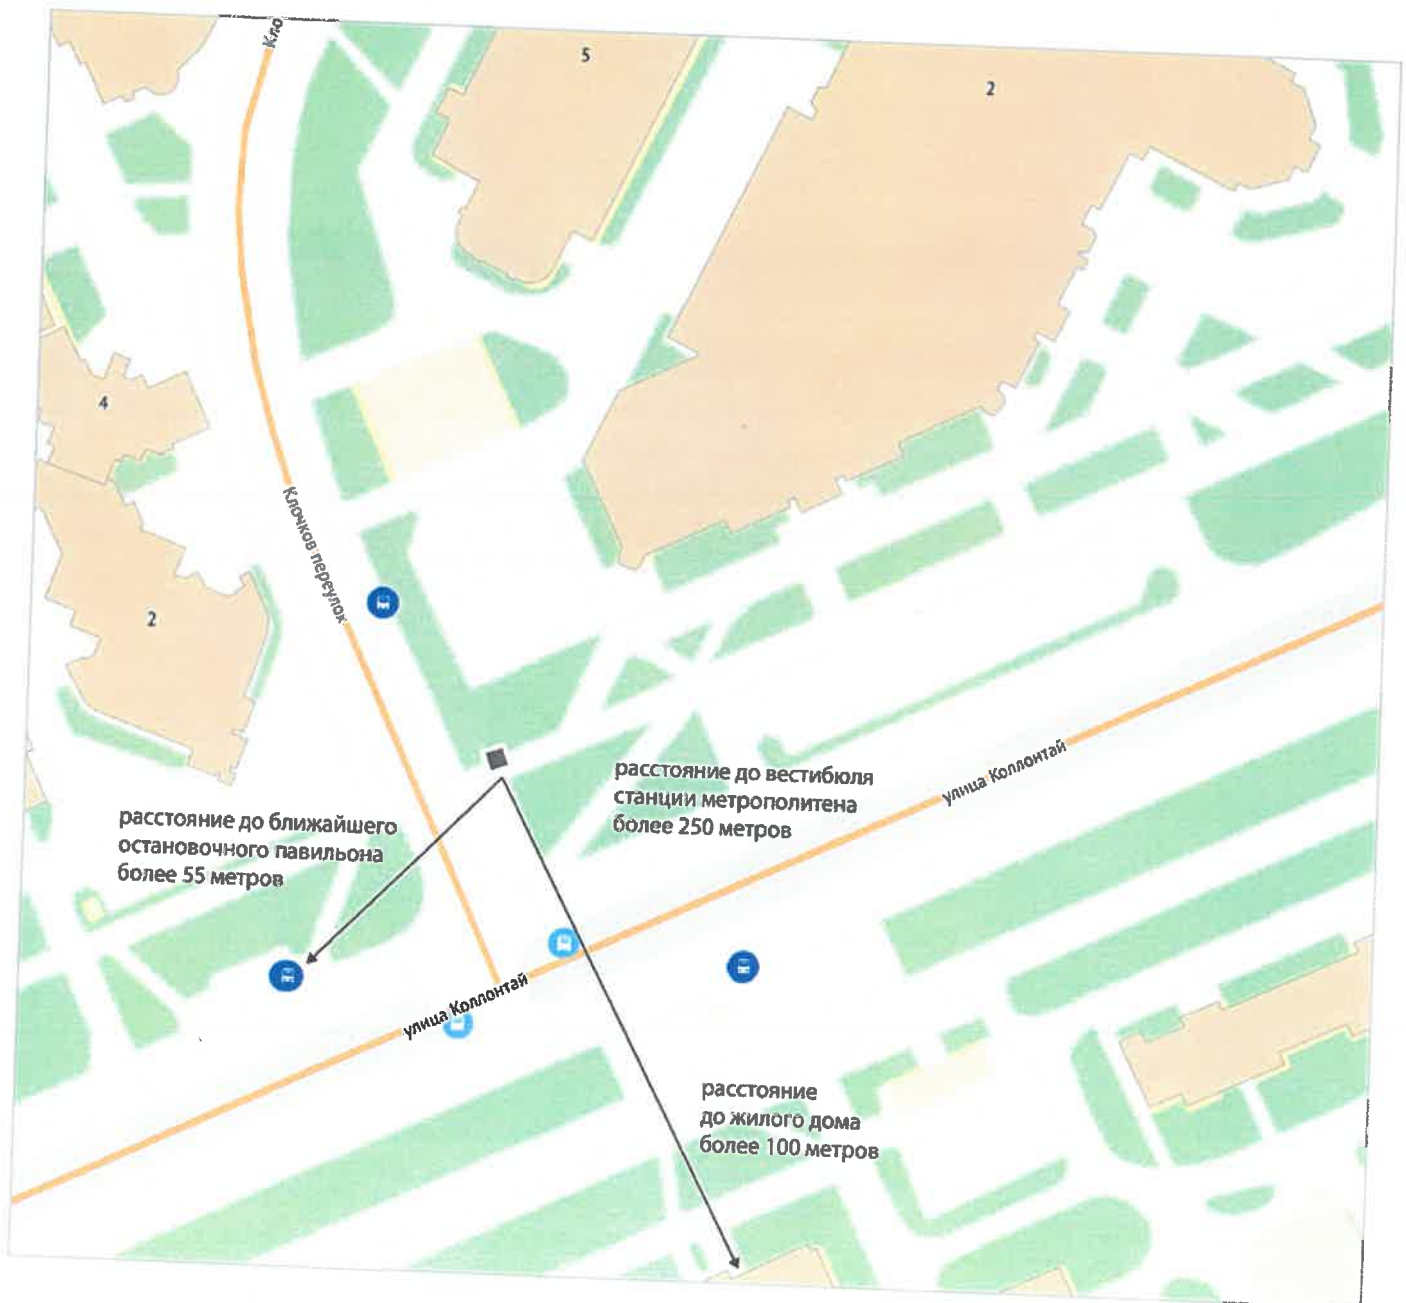 Кло
5
2
4
Клочков переулок
2
расстояние до вестибюля
станции метрополитена
более 250 метров
улица Коллонтай
расстояние до ближайшего
остановочного павильона
более 55 метров
улица Коллонтай
расстояние
до жилого дома
более 100 метров